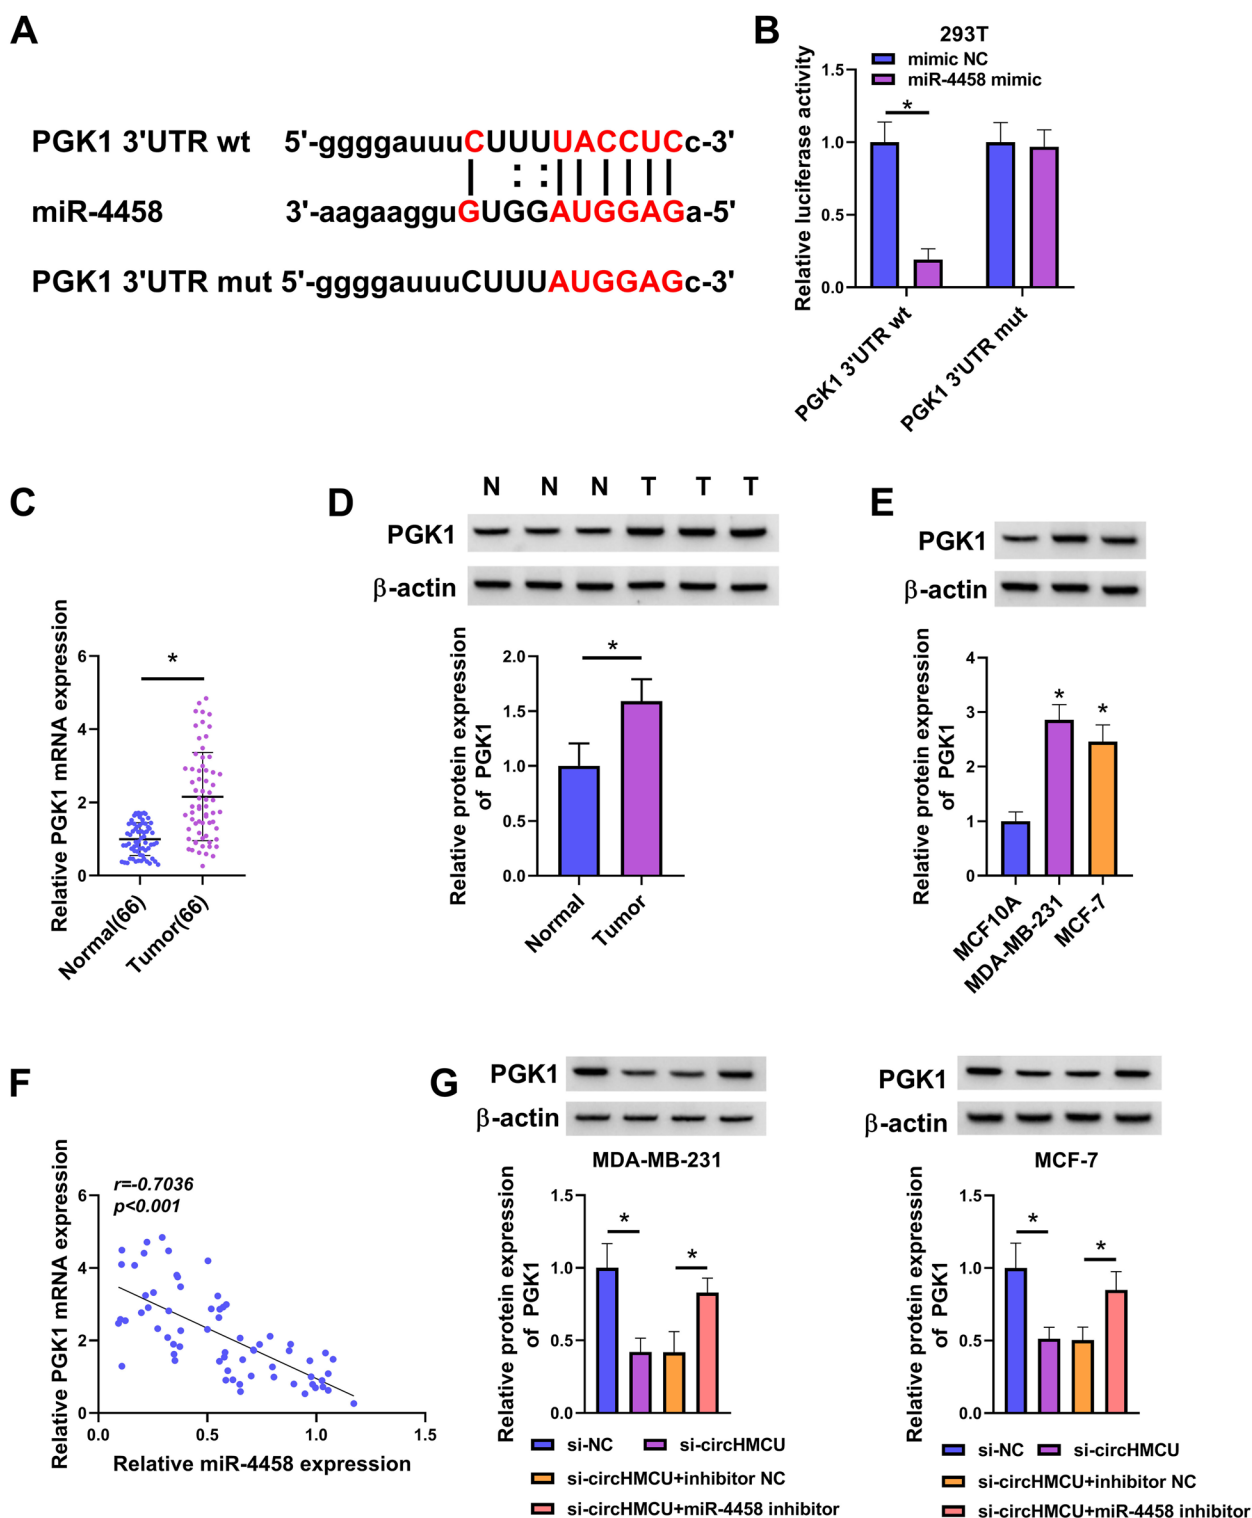 A
PGK1 3'UTR wt 5'-ggggauuuCUUUUACCUCc-3'
miR-4458 3'-aagaagguGUGGAUGGAGa-5'
PGK1 3'UTR mut 5'-ggggauuuCUUUAUGGAGc-3'
B
293T
mimic NC
miR-4458 mimic
Relative luciferase activity
1.5
1.0
0.5
0.0
*
PGK1 3'UTR wt
PGK1 3'UTR mut
C
Relative PGK1 mRNA expression
6
4
2
0
*
Normal(66)
Tumor(66)
D
N N N T T T
PGK1
β-actin
Relative protein expression
of PGK1
2.0
1.5
1.0
0.5
0.0
*
Normal
Tumor
E
PGK1
β-actin
Relative protein expression
of PGK1
4
3
2
1
0
* *
MCF10A
MDA-MB-231
MCF-7
F
r=-0.7036
p<0.001
Relative PGK1 mRNA expression
6
4
2
0
0.0 0.5 1.0 1.5
Relative miR-4458 expression
G
PGK1
β-actin
MDA-MB-231
Relative protein expression
of PGK1
1.5
1.0
0.5
0.0
* *
si-NC si-circHMCU
si-circHMCU+inhibitor NC
si-circHMCU+miR-4458 inhibitor
PGK1
β-actin
MCF-7
Relative protein expression
of PGK1
1.5
1.0
0.5
0.0
* *
si-NC si-circHMCU
si-circHMCU+inhibitor NC
si-circHMCU+miR-4458 inhibitor